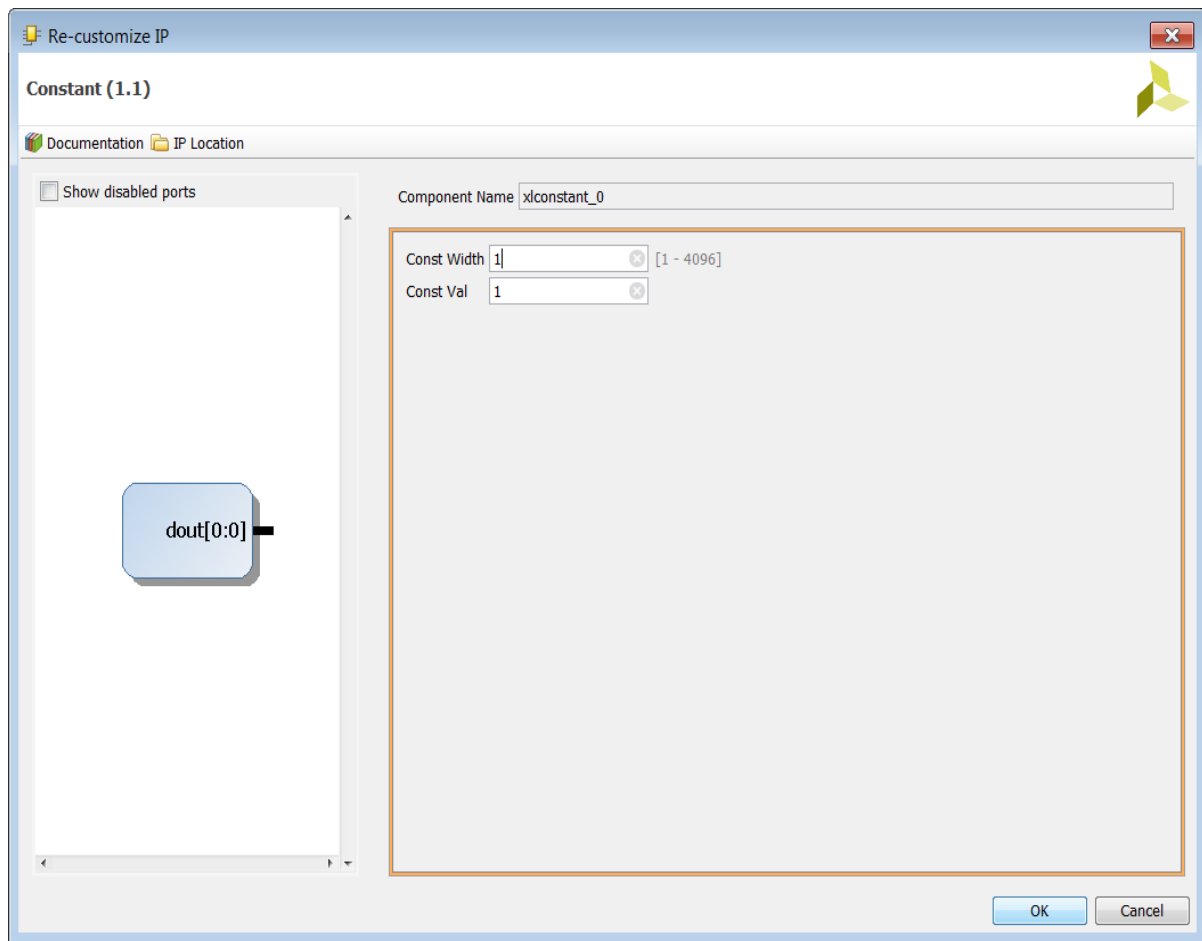 Re-customize IP
Constant (1.1)
Documentation IP Location
Show disabled ports
Component Name xlconstant_0
Const Width 1 [1 - 4096]
Const Val 1
dout[0:0]
OK Cancel